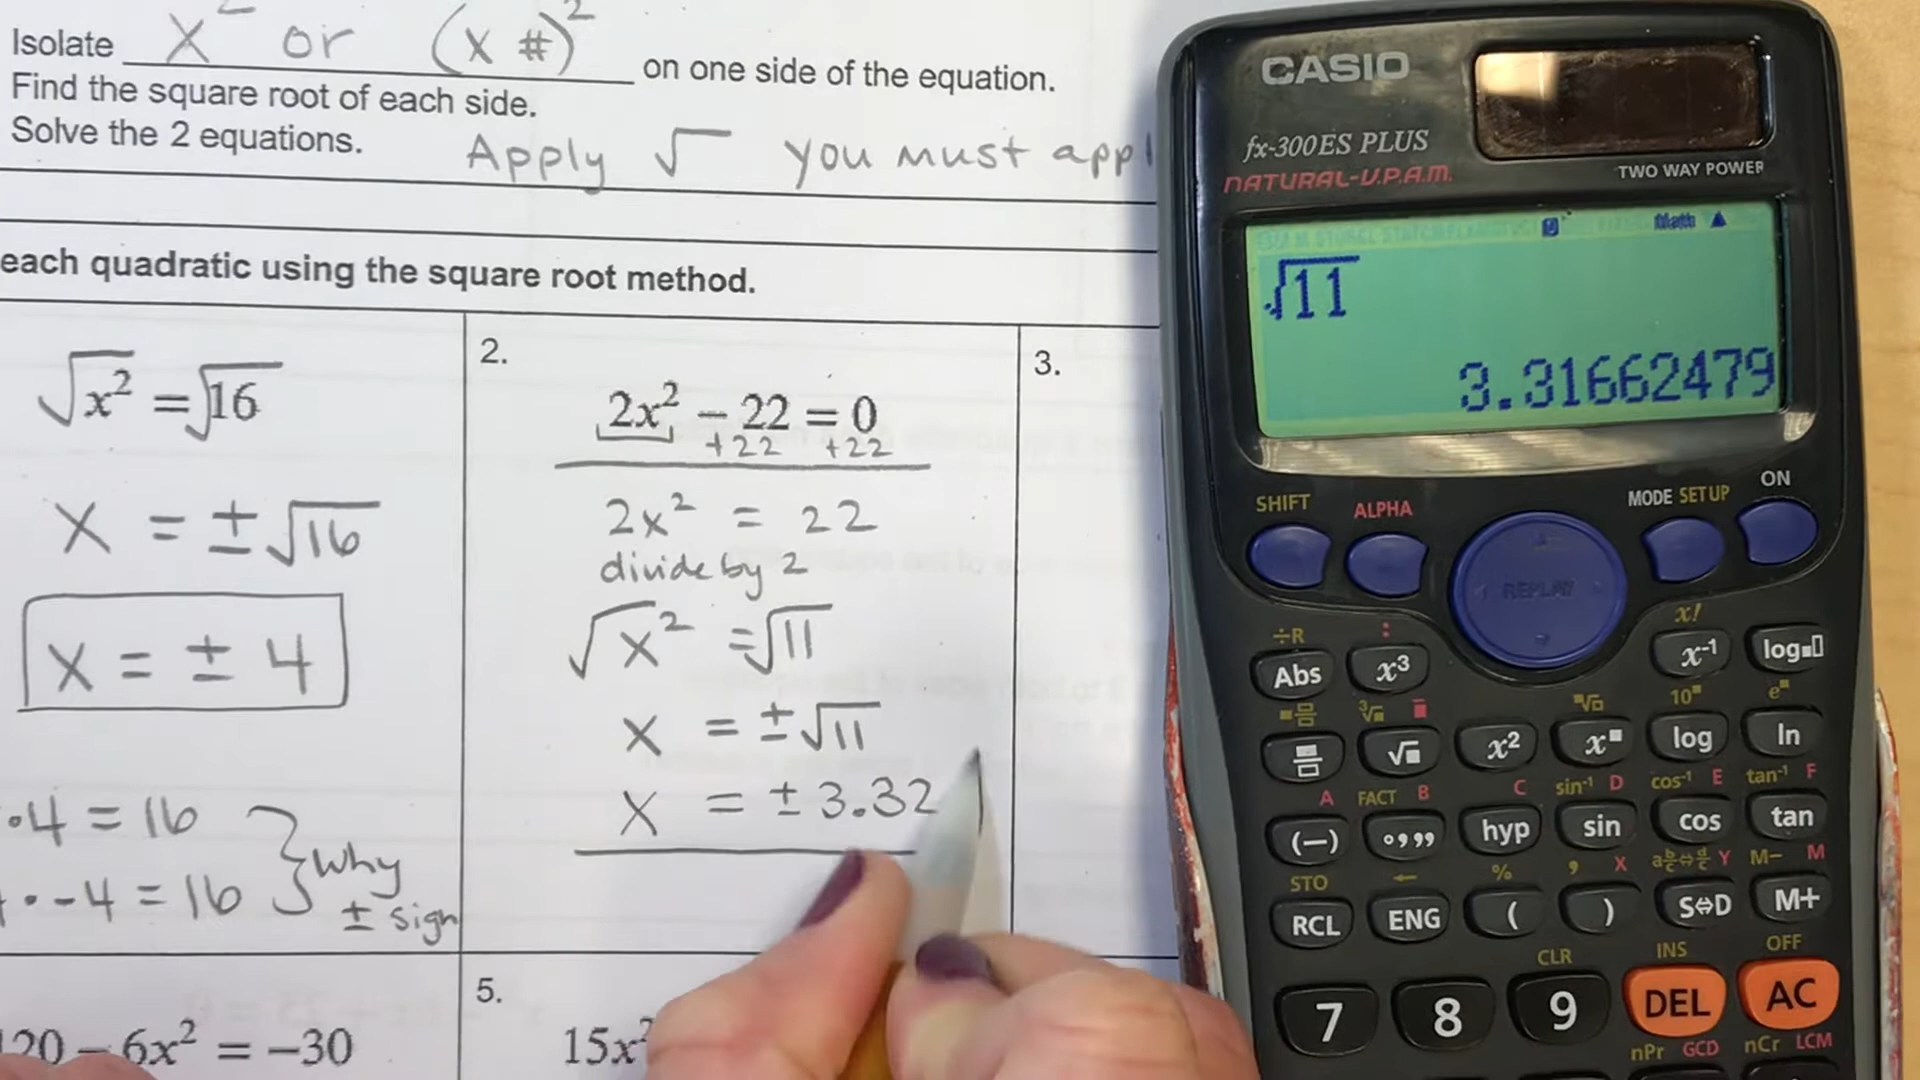 Isolate x² or (x #)² on one side of the equation.
Find the square root of each side.
Solve the 2 equations.
Apply √ you must appl
each quadratic using the square root method.
√x² = √16
x = ±√16
x = ± 4
•4 = 16
• -4 = 16
} Why
± sign
2.
2x² − 22 = 0
+22 +22
2x² = 22
divide by 2
√x² = √11
x = ±√11
x = ± 3.32
3.
20 − 6x² = −30
5.
15x²
CASIO
fx-300ES PLUS
NATURAL-V.P.A.M.
TWO WAY POWER
Math ▲
√11
3.31662479
SHIFT ALPHA MODE SETUP ON
REPLAY
÷R : x!
Abs x³ x⁻¹ log■▯
³√■ ■√▯ 10■ e■
√■ x² x■ log ln
A FACT B C sin⁻¹ D cos⁻¹ E tan⁻¹ F
(−) °,,, hyp sin cos tan
STO ← % , X a b/c⇔d/c Y M− M
RCL ENG ( ) S⇔D M+
CLR INS OFF
7 8 9 DEL AC
nPr GCD nCr LCM